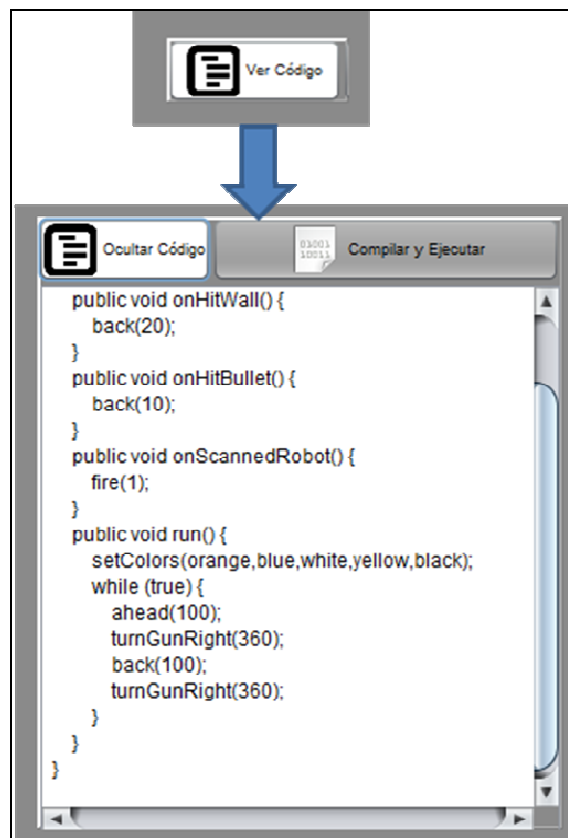 Ver Código
Ocultar Código
01001
10011
Compilar y Ejecutar
public void onHitWall() {
back(20);
}
public void onHitBullet() {
back(10);
}
public void onScannedRobot() {
fire(1);
}
public void run() {
setColors(orange,blue,white,yellow,black);
while (true) {
ahead(100);
turnGunRight(360);
back(100);
turnGunRight(360);
}
}
}